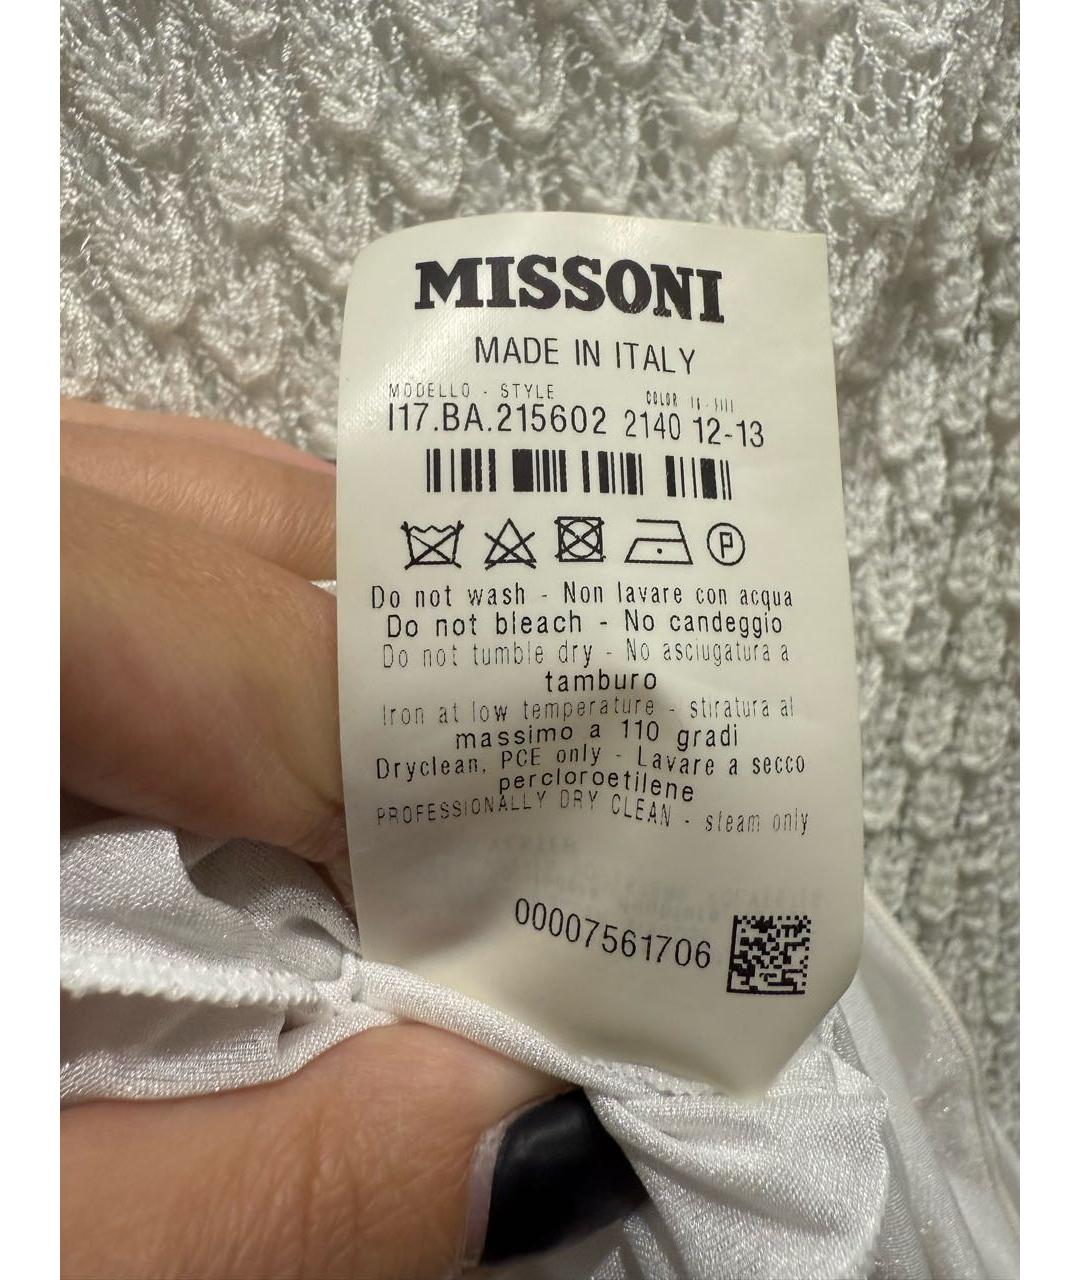 MISSONI
MADE IN ITALY
MODELLO - STYLE COLOR
I17.BA.215602 2140 12-13
P
Do not wash - Non lavare con acqua
Do not bleach - No candeggio
Do not tumble dry - No asciugatura a
tamburo
Iron at low temperature - stiratura al
massimo a 110 gradi
Dryclean, PCE only - Lavare a secco
percloroetilene
PROFESSIONALLY DRY CLEAN - steam only
00007561706